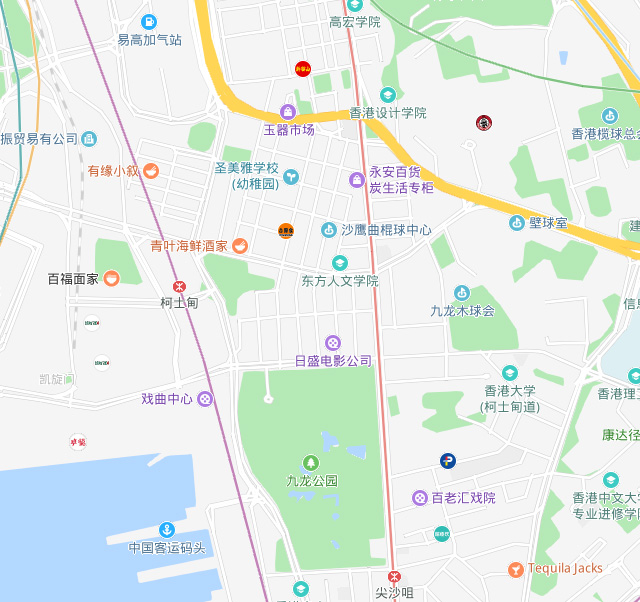 高宏学院
易高加气站
香港设计学院
玉器市场
香港榄球总会
振贸易有公司
有缘小叙
圣美雅学校
(幼稚园)
永安百货
炭生活专柜
沙鹰曲棍球中心
壁球室
建
青叶海鲜酒家
东方人文学院
百福面家
柯士甸
九龙木球会
信息
日盛电影公司
凯旋门
戏曲中心
香港大学
(柯士甸道)
香港理工
康达径
九龙公园
百老汇戏院
香港中文大学
专业进修学院
中国客运码头
Tequila Jacks
尖沙咀